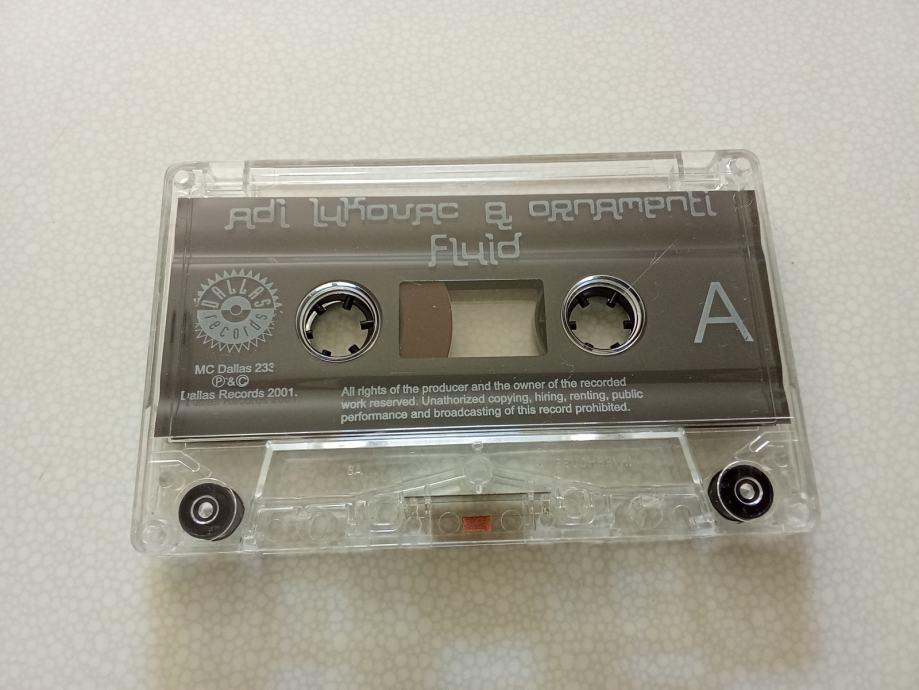 Adi Lukovac & Ornamenti
Fluid
DALLAS
records
A
MC Dallas 233
Ⓟ&Ⓒ
Dallas Records 2001.
All rights of the producer and the owner of the recorded
work reserved. Unathorized copying, hiring, renting, public
performance and broadcasting of this record prohibited.